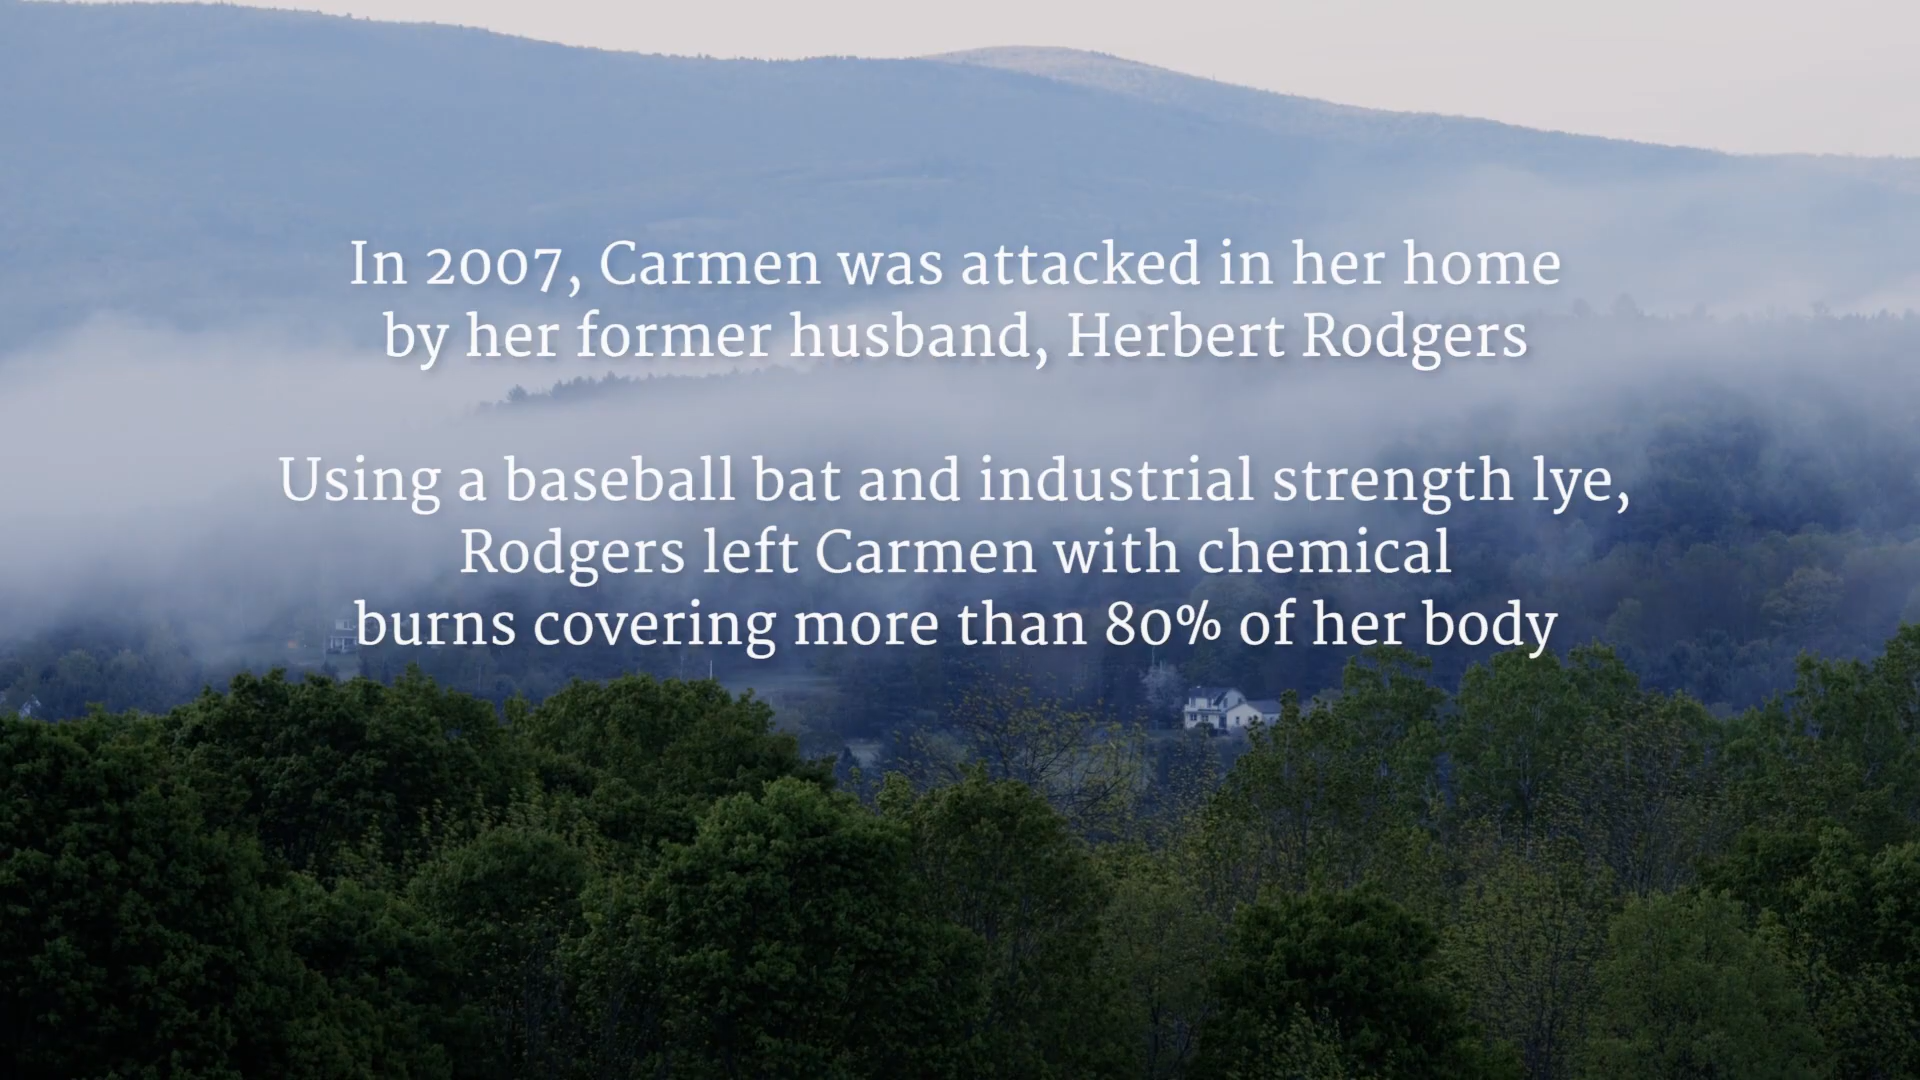 In 2007, Carmen was attacked in her home
by her former husband, Herbert Rodgers
Using a baseball bat and industrial strength lye,
Rodgers left Carmen with chemical
burns covering more than 80% of her body